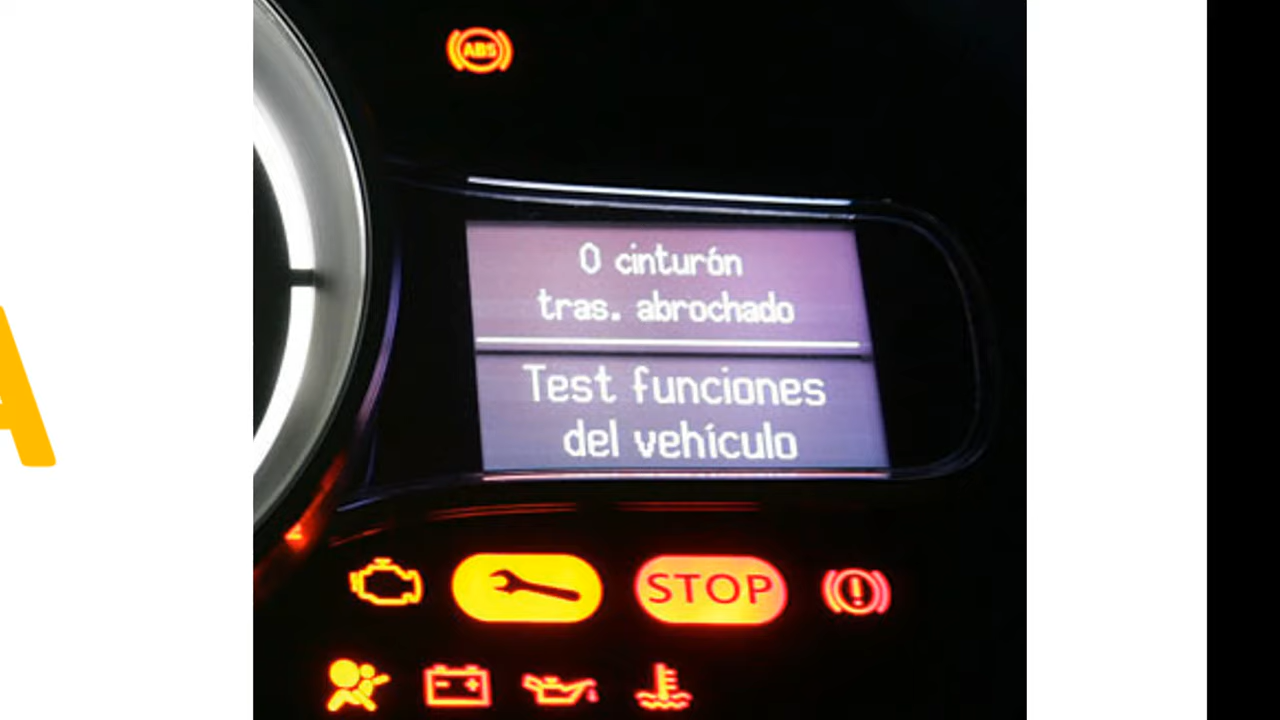 A
ABS
0 cinturón
tras. abrochado
Test funciones
del vehículo
STOP